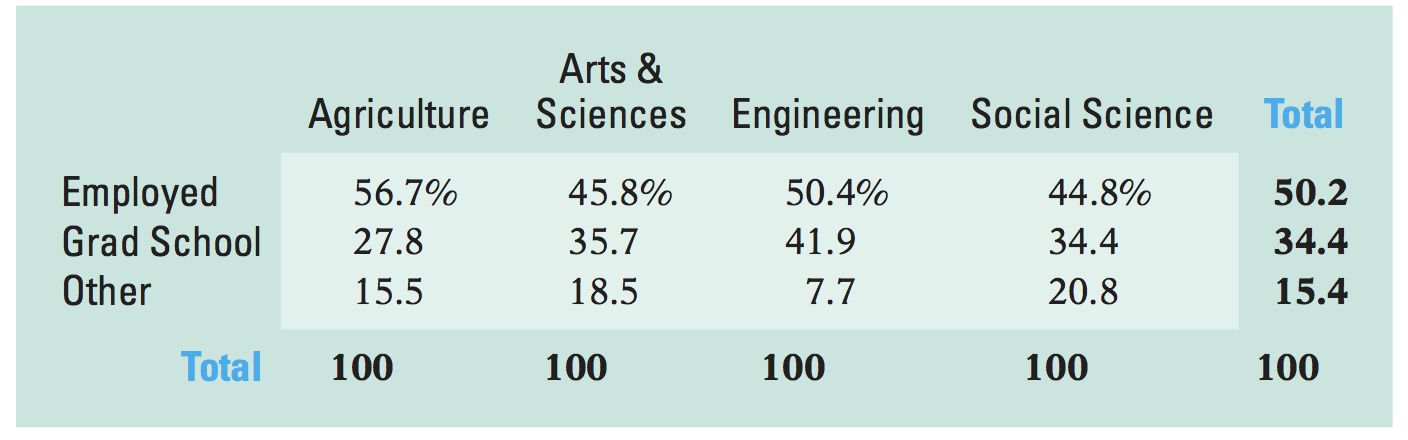 Arts &
Agriculture Sciences Engineering Social Science Total
Employed 56.7% 45.8% 50.4% 44.8% 50.2
Grad School 27.8 35.7 41.9 34.4 34.4
Other 15.5 18.5 7.7 20.8 15.4
Total 100 100 100 100 100